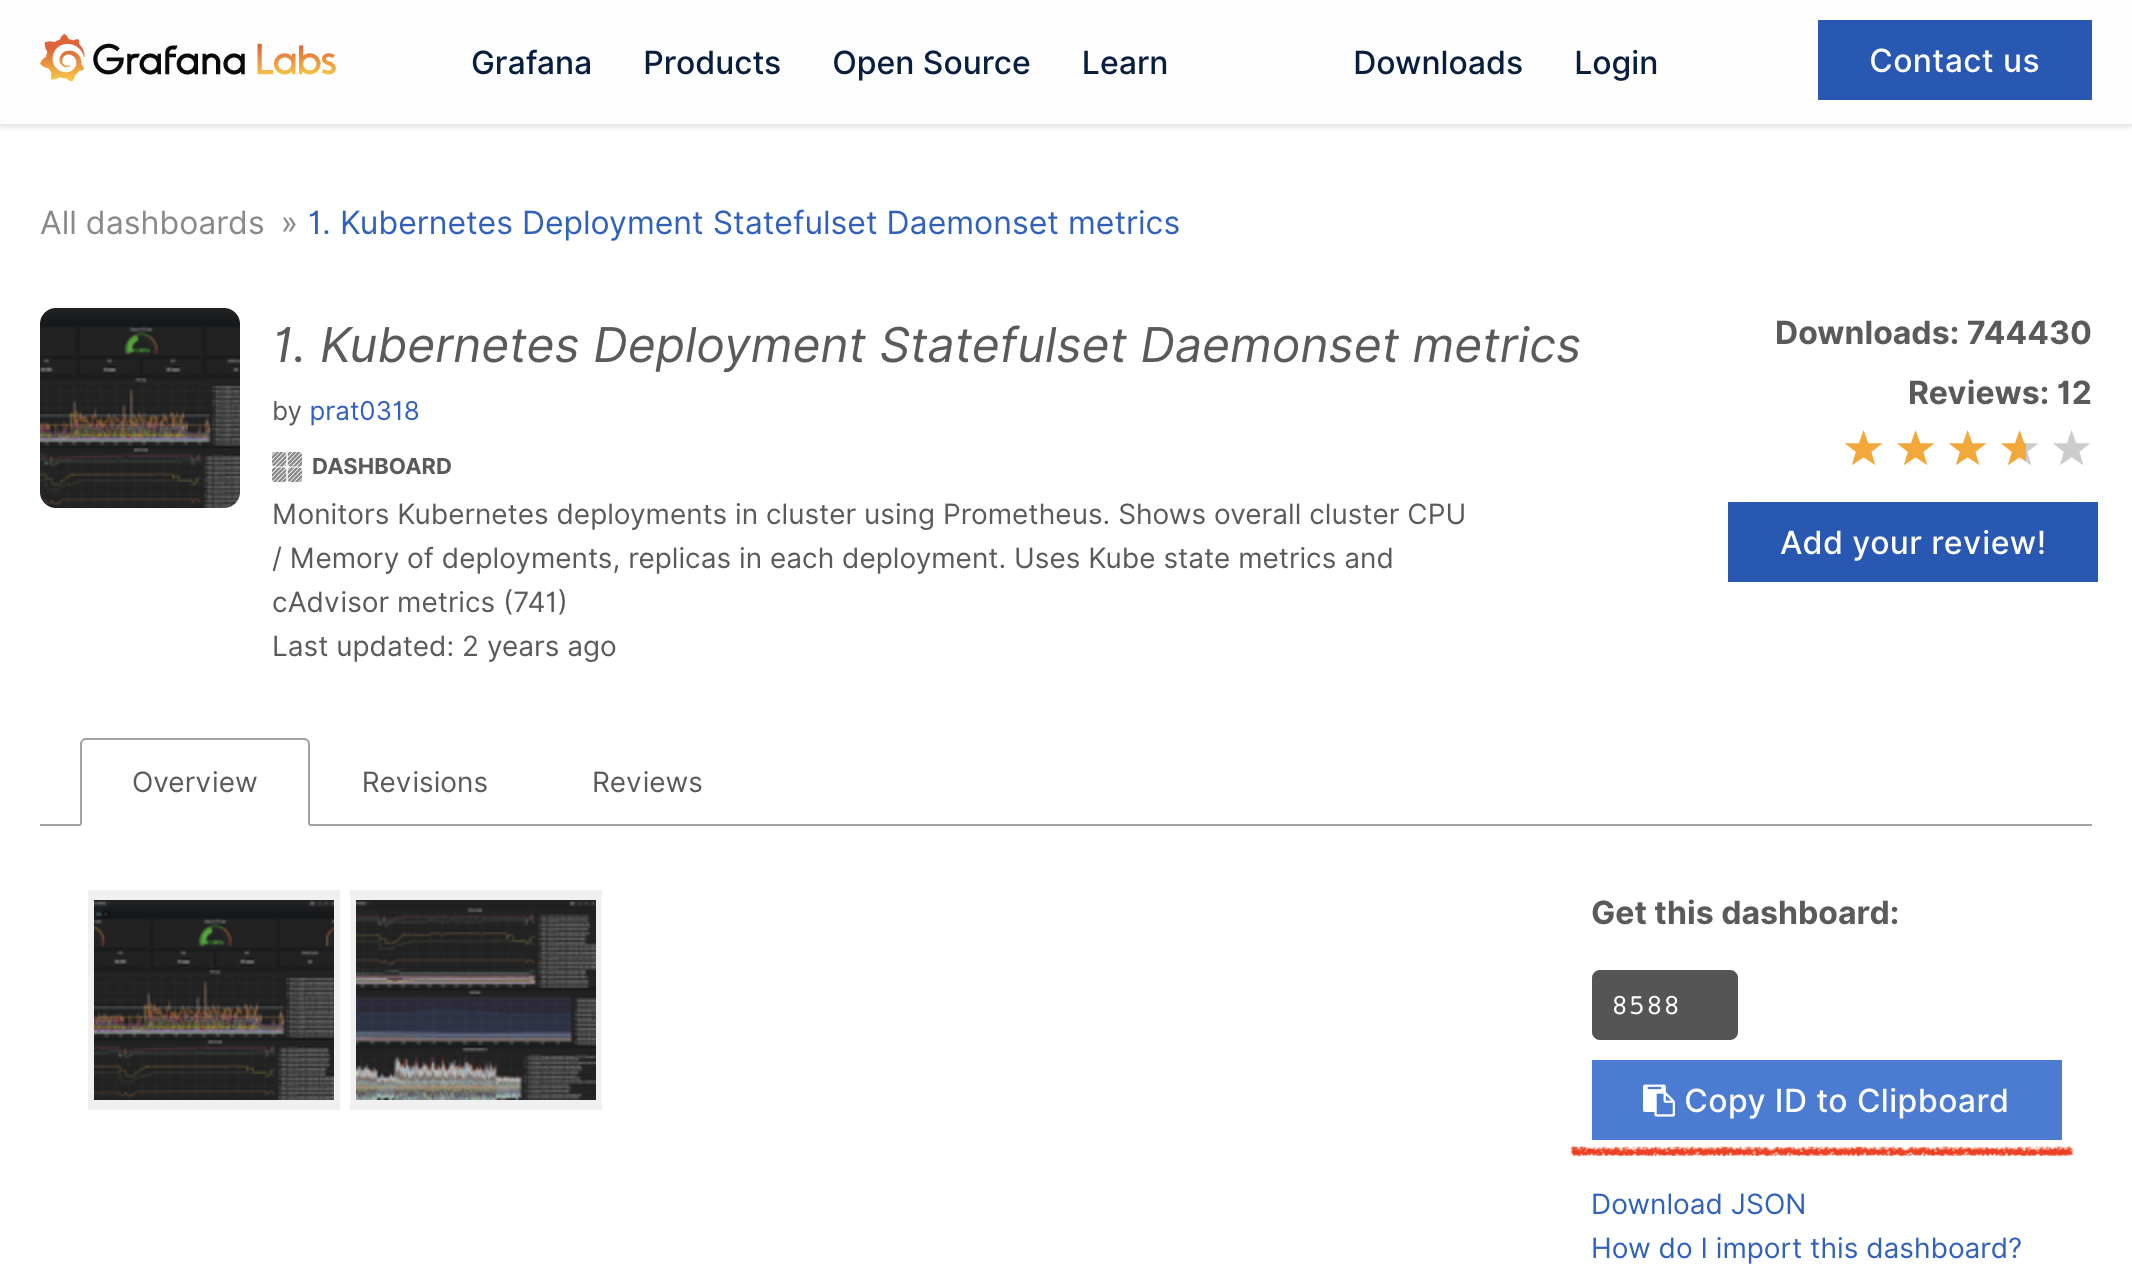 Grafana Labs
Grafana Products Open Source Learn Downloads Login Contact us
All dashboards » 1. Kubernetes Deployment Statefulset Daemonset metrics
1. Kubernetes Deployment Statefulset Daemonset metrics
by prat0318
DASHBOARD
Monitors Kubernetes deployments in cluster using Prometheus. Shows overall cluster CPU
/ Memory of deployments, replicas in each deployment. Uses Kube state metrics and
cAdvisor metrics (741)
Last updated: 2 years ago
Downloads: 744430
Reviews: 12
Add your review!
Overview Revisions Reviews
Get this dashboard:
8588
Copy ID to Clipboard
Download JSON
How do I import this dashboard?